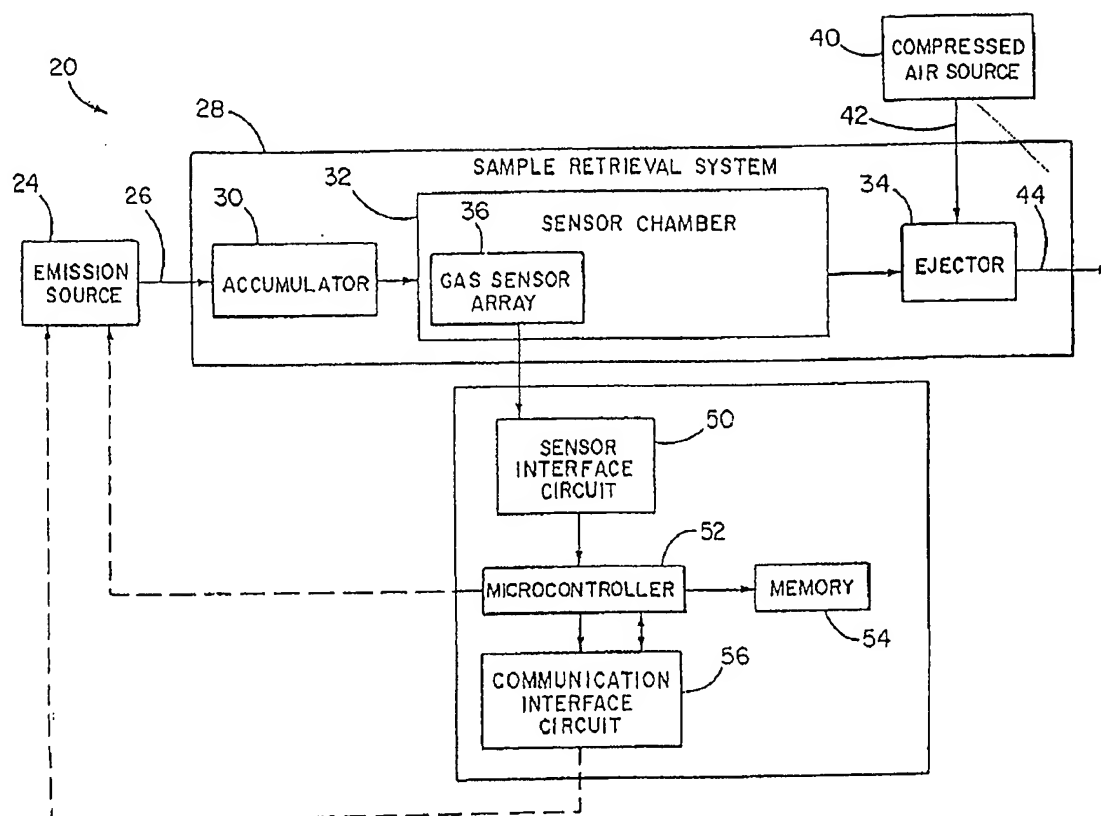 40
COMPRESSED
AIR SOURCE
20
42
28
SAMPLE RETRIEVAL SYSTEM
24
26
30
32
36
SENSOR CHAMBER
34
44
EMISSION
SOURCE
ACCUMULATOR
GAS SENSOR
ARRAY
EJECTOR
50
SENSOR
INTERFACE
CIRCUIT
52
MICROCONTROLLER
MEMORY
54
56
COMMUNICATION
INTERFACE
CIRCUIT